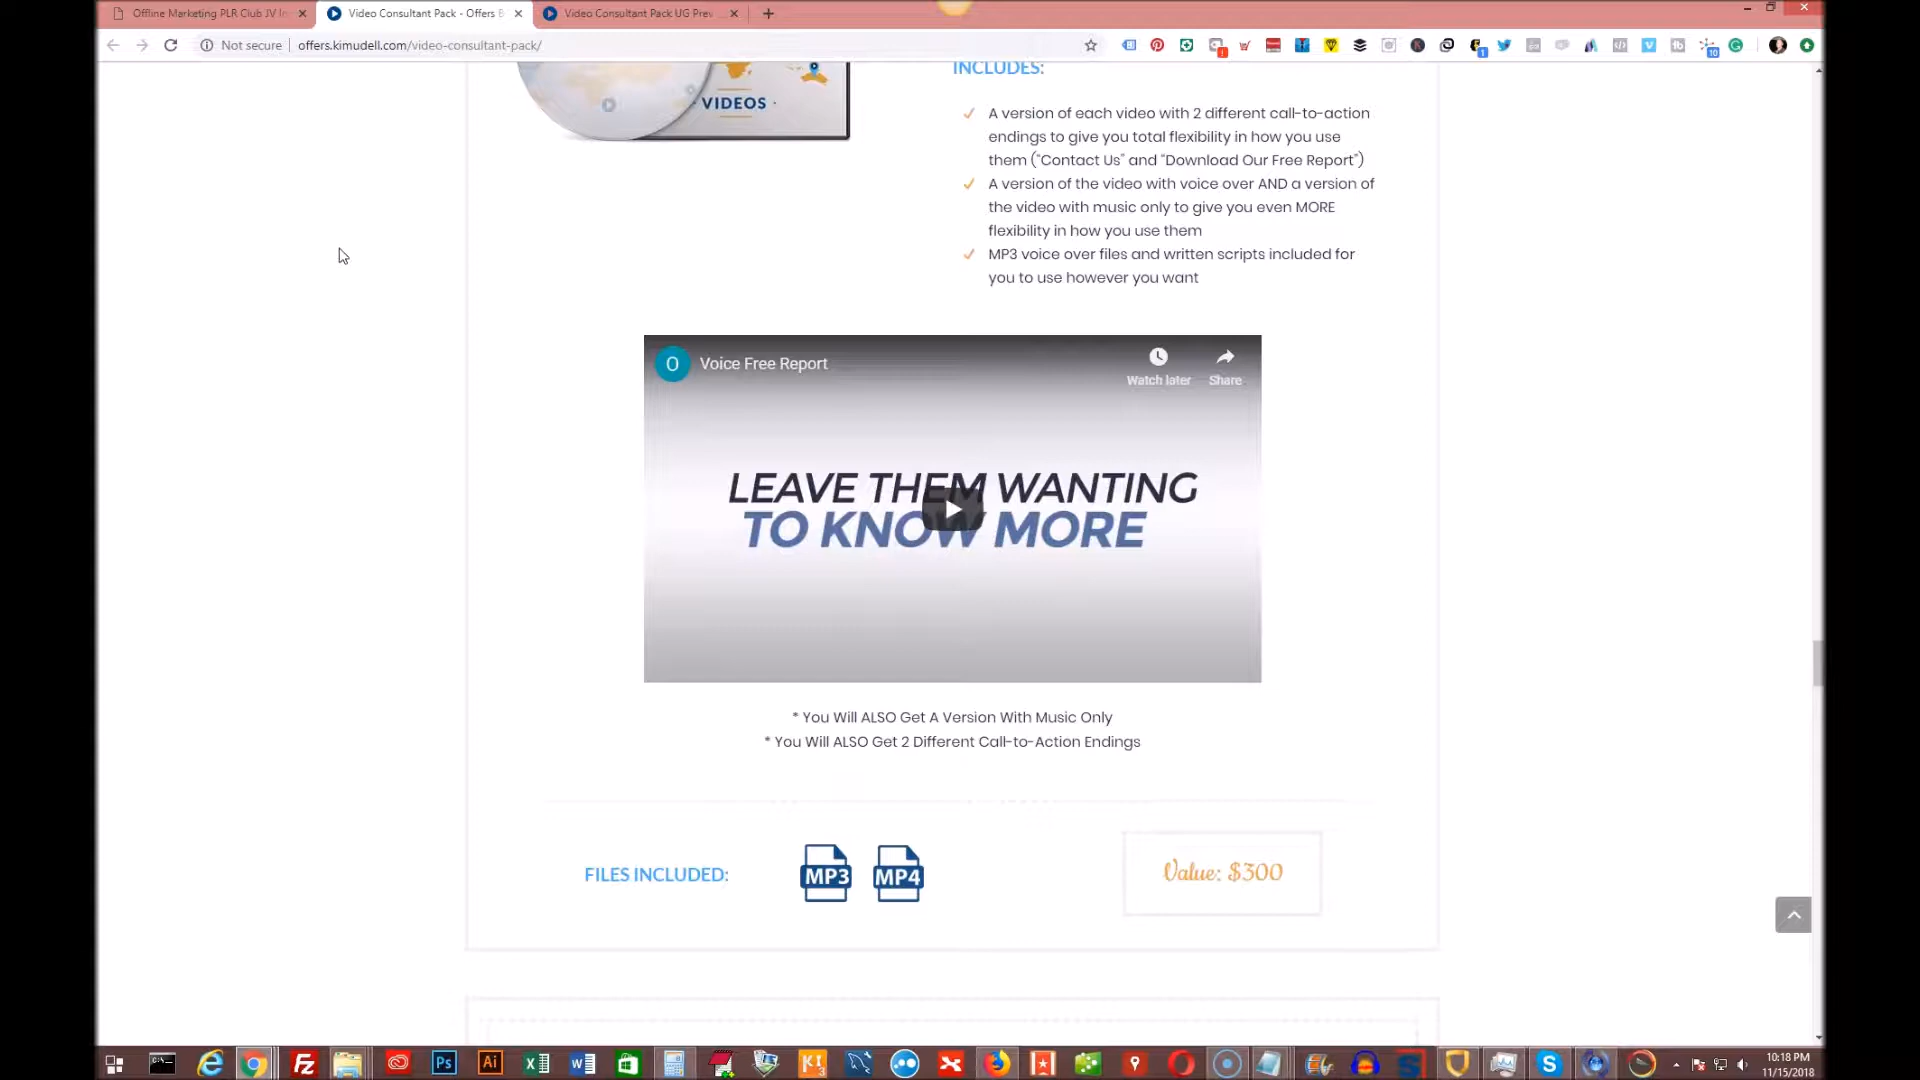 Offline Marketing PLR Club JV In
Video Consultant Pack - Offers B
Video Consultant Pack UG Prev
Not secure
offers.kimudell.com/video-consultant-pack/
INCLUDES:
· VIDEOS ·
A version of each video with 2 different call-to-action
endings to give you total flexibility in how you use
them ("Contact Us" and "Download Our Free Report")
A version of the video with voice over AND a version of
the video with music only to give you even MORE
flexibility in how you use them
MP3 voice over files and written scripts included for
you to use however you want
O
Voice Free Report
Watch later
Share
LEAVE THEM WANTING
TO KNOW MORE
* You Will ALSO Get A Version With Music Only
* You Will ALSO Get 2 Different Call-to-Action Endings
FILES INCLUDED:
MP3
MP4
Value: $300
Ps
Ai
10:18 PM
11/15/2018